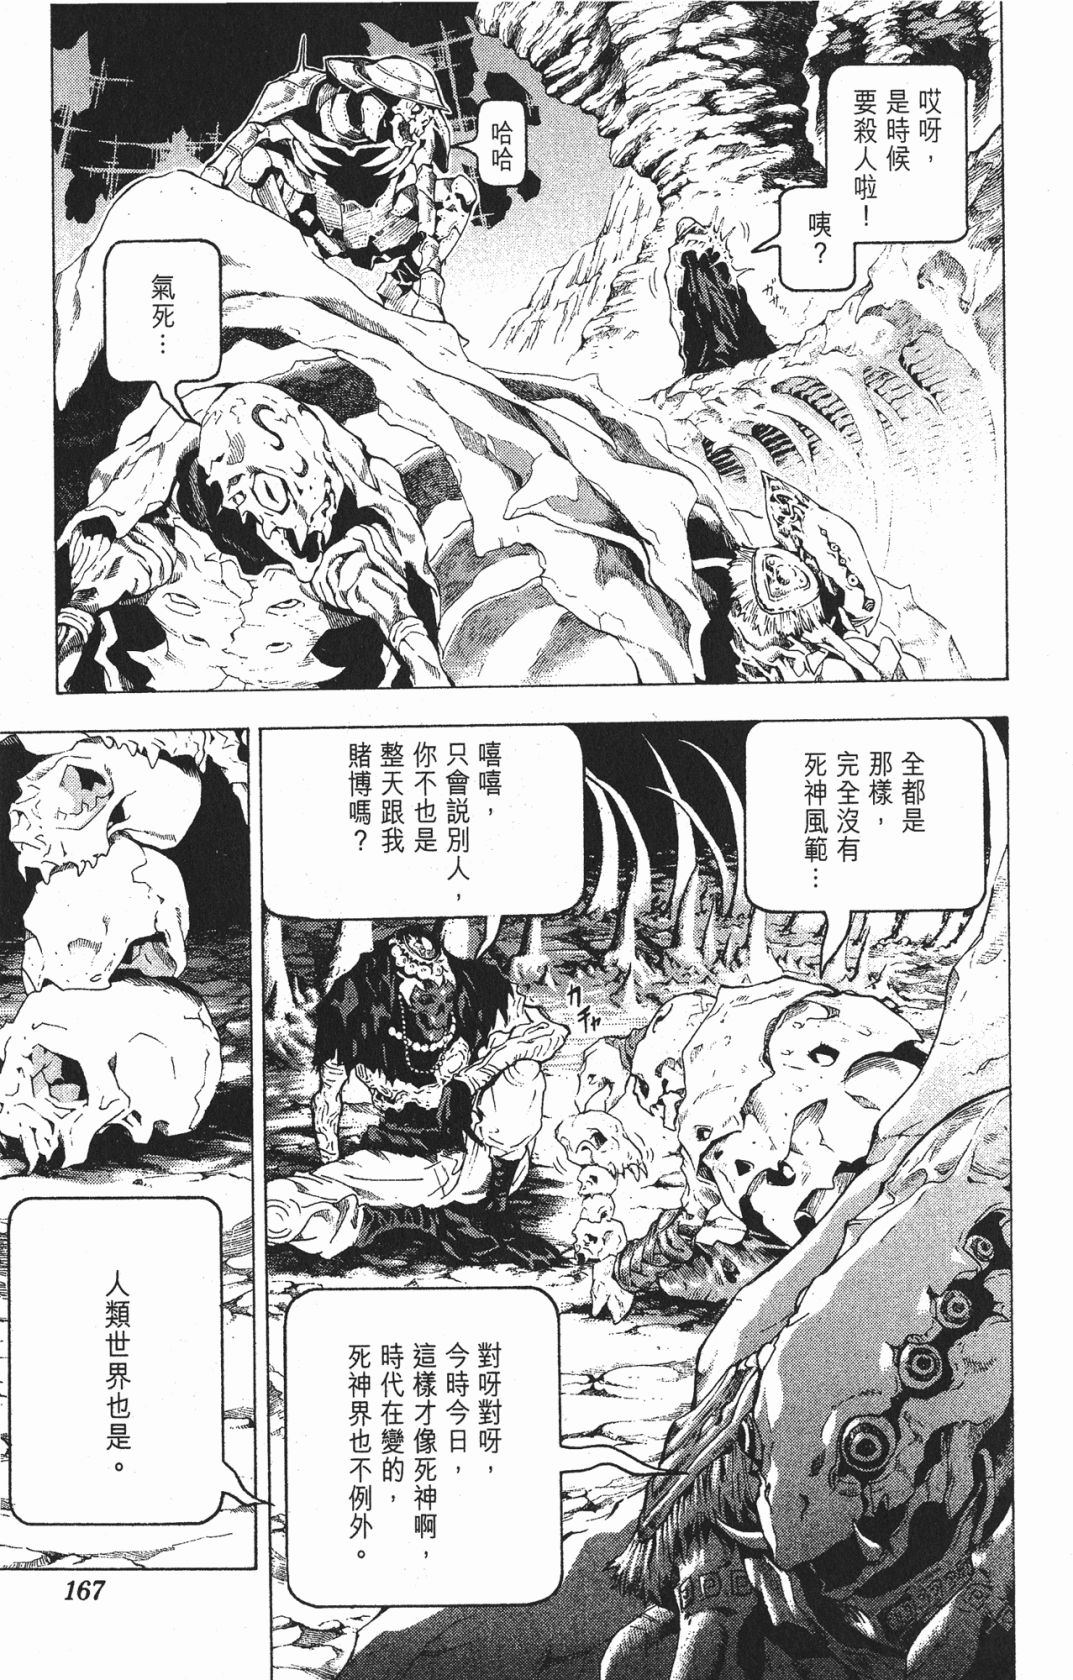 哎呀，
是時候
要殺人啦！
咦？
哈哈
氣死…
ガバ
全都是
那樣，
完全沒有
死神風範…
嘻嘻，
只會説別人，
你不也是
整天跟我
賭博嗎？
カチャ
對呀對呀，
今時今日，
這樣才像死神啊，
時代在變的，
死神界也不例外。
人類世界也是。
167